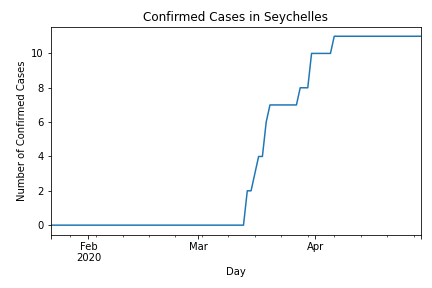 Confirmed Cases in Seychelles
10
8
6
4
2
0
Number of Confirmed Cases
Feb
2020
Mar
Apr
Day